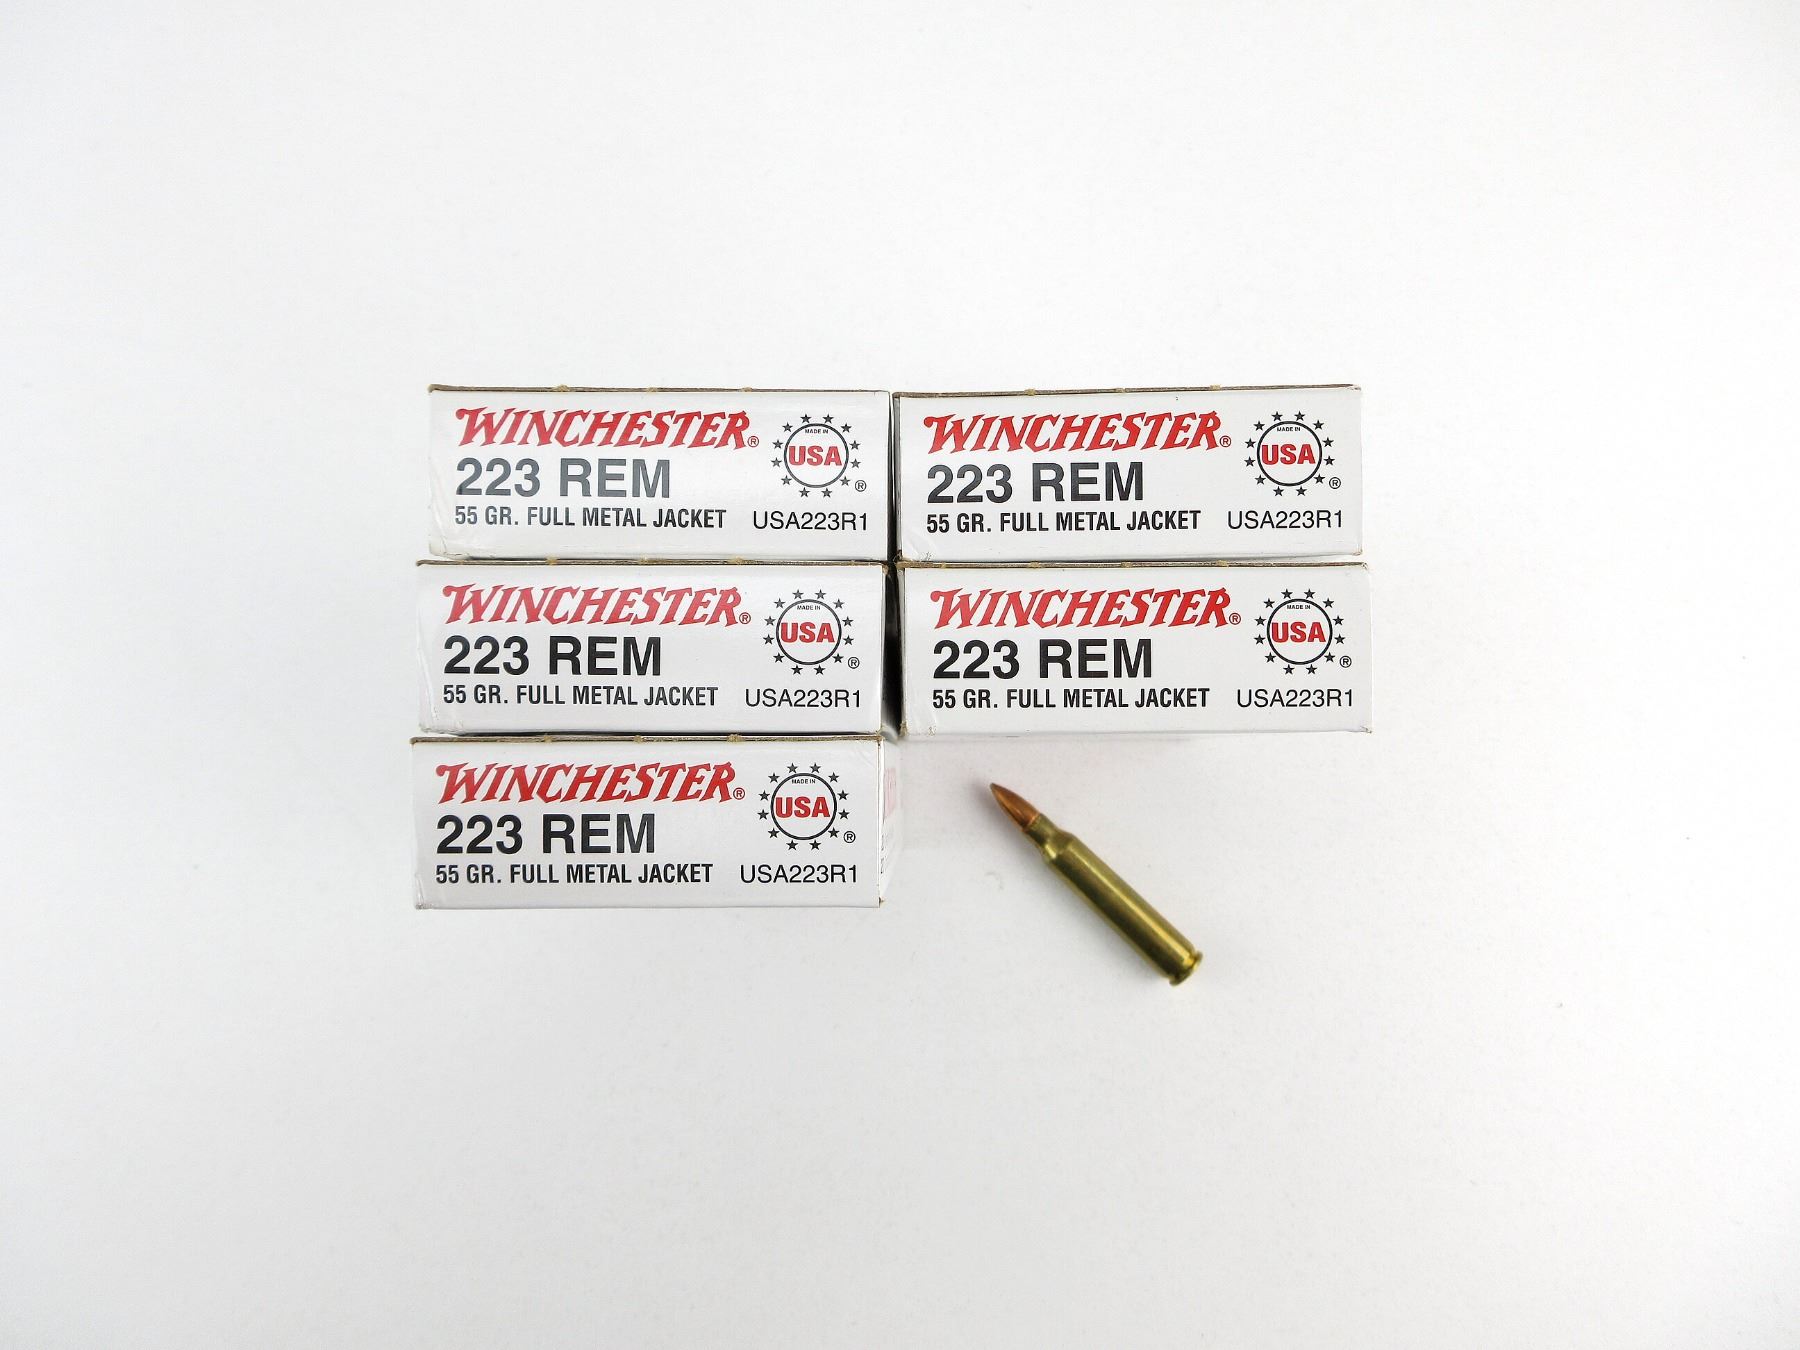 WINCHESTER®
223 REM
55 GR. FULL METAL JACKET
MADE IN
USA
®
USA223R1
WINCHESTER®
223 REM
55 GR. FULL METAL JACKET
MADE IN
USA
®
USA223R1
WINCHESTER®
223 REM
55 GR. FULL METAL JACKET
MADE IN
USA
®
USA223R1
WINCHESTER®
223 REM
55 GR. FULL METAL JACKET
MADE IN
USA
®
USA223R1
WINCHESTER®
223 REM
55 GR. FULL METAL JACKET
MADE IN
USA
®
USA223R1